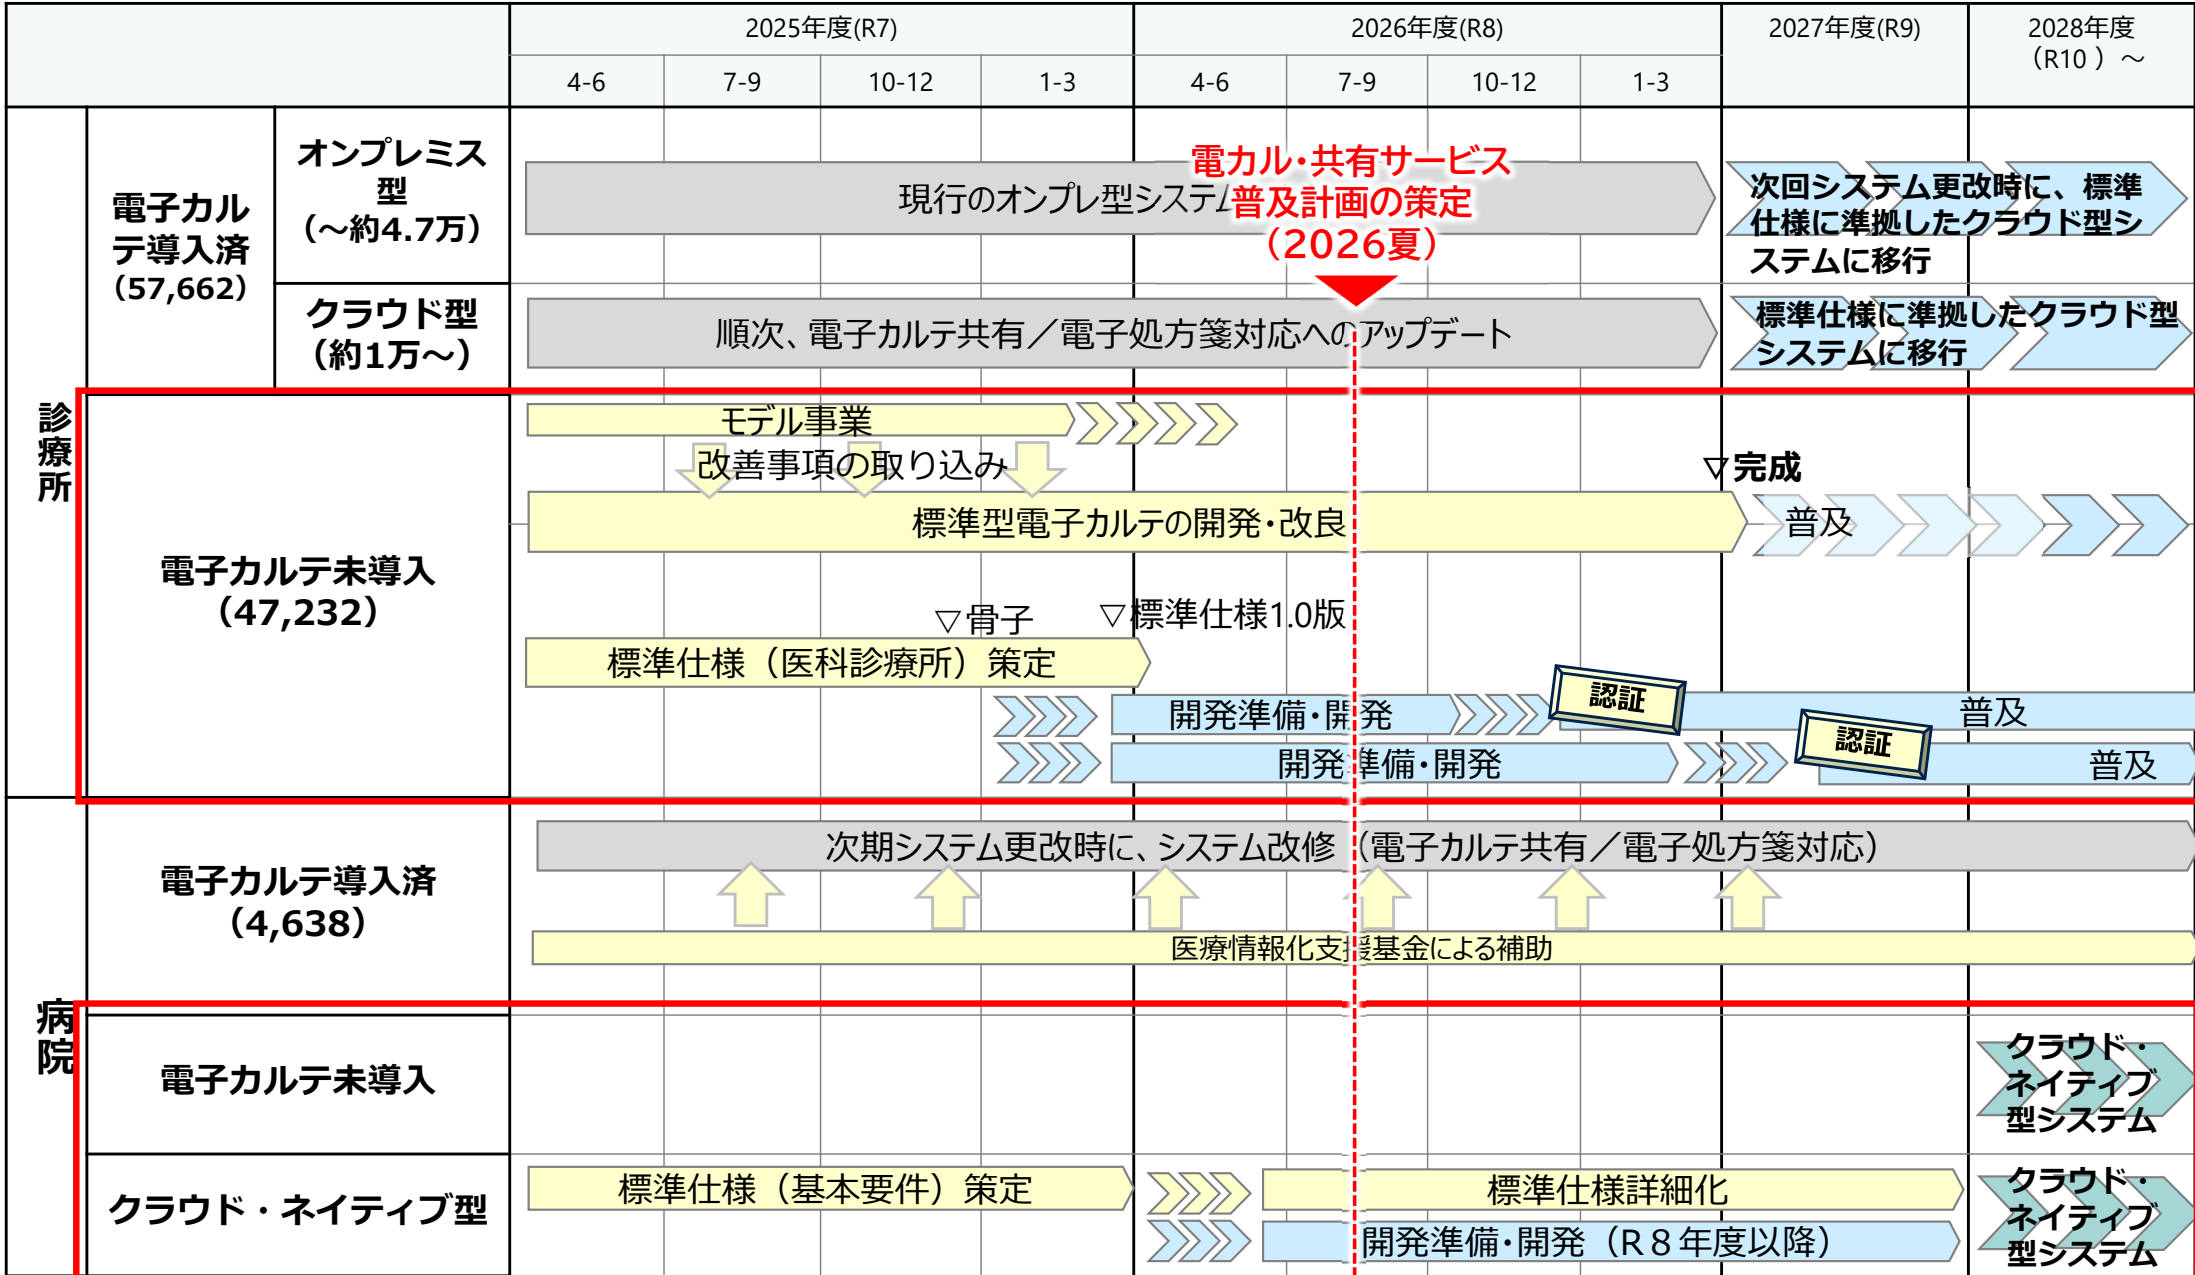 2025年度(R7)
2026年度(R8)
2027年度(R9)
2028年度
（R10 ）～
4-6
7-9
10-12
1-3
4-6
7-9
10-12
1-3
診療所
電子カル
テ導入済
（57,662）
オンプレミス
型
（～約4.7万）
現行のオンプレ型システム
電カル・共有サービス
普及計画の策定
（2026夏）
次回システム更改時に、標準
仕様に準拠したクラウド型シ
ステムに移行
クラウド型
（約1万～）
順次、電子カルテ共有／電子処方箋対応へのアップデート
標準仕様に準拠したクラウド型
システムに移行
電子カルテ未導入
（47,232）
モデル事業
改善事項の取り込み
▽完成
標準型電子カルテの開発・改良
普及
▽骨子
▽標準仕様1.0版
標準仕様（医科診療所）策定
開発準備・開発
認証
普及
開発準備・開発
認証
普及
病院
電子カルテ導入済
（4,638）
次期システム更改時に、システム改修（電子カルテ共有／電子処方箋対応）
医療情報化支援基金による補助
電子カルテ未導入
クラウド・
ネイティブ
型システム
クラウド・ネイティブ型
標準仕様（基本要件）策定
標準仕様詳細化
開発準備・開発（R８年度以降）
クラウド・
ネイティブ
型システム